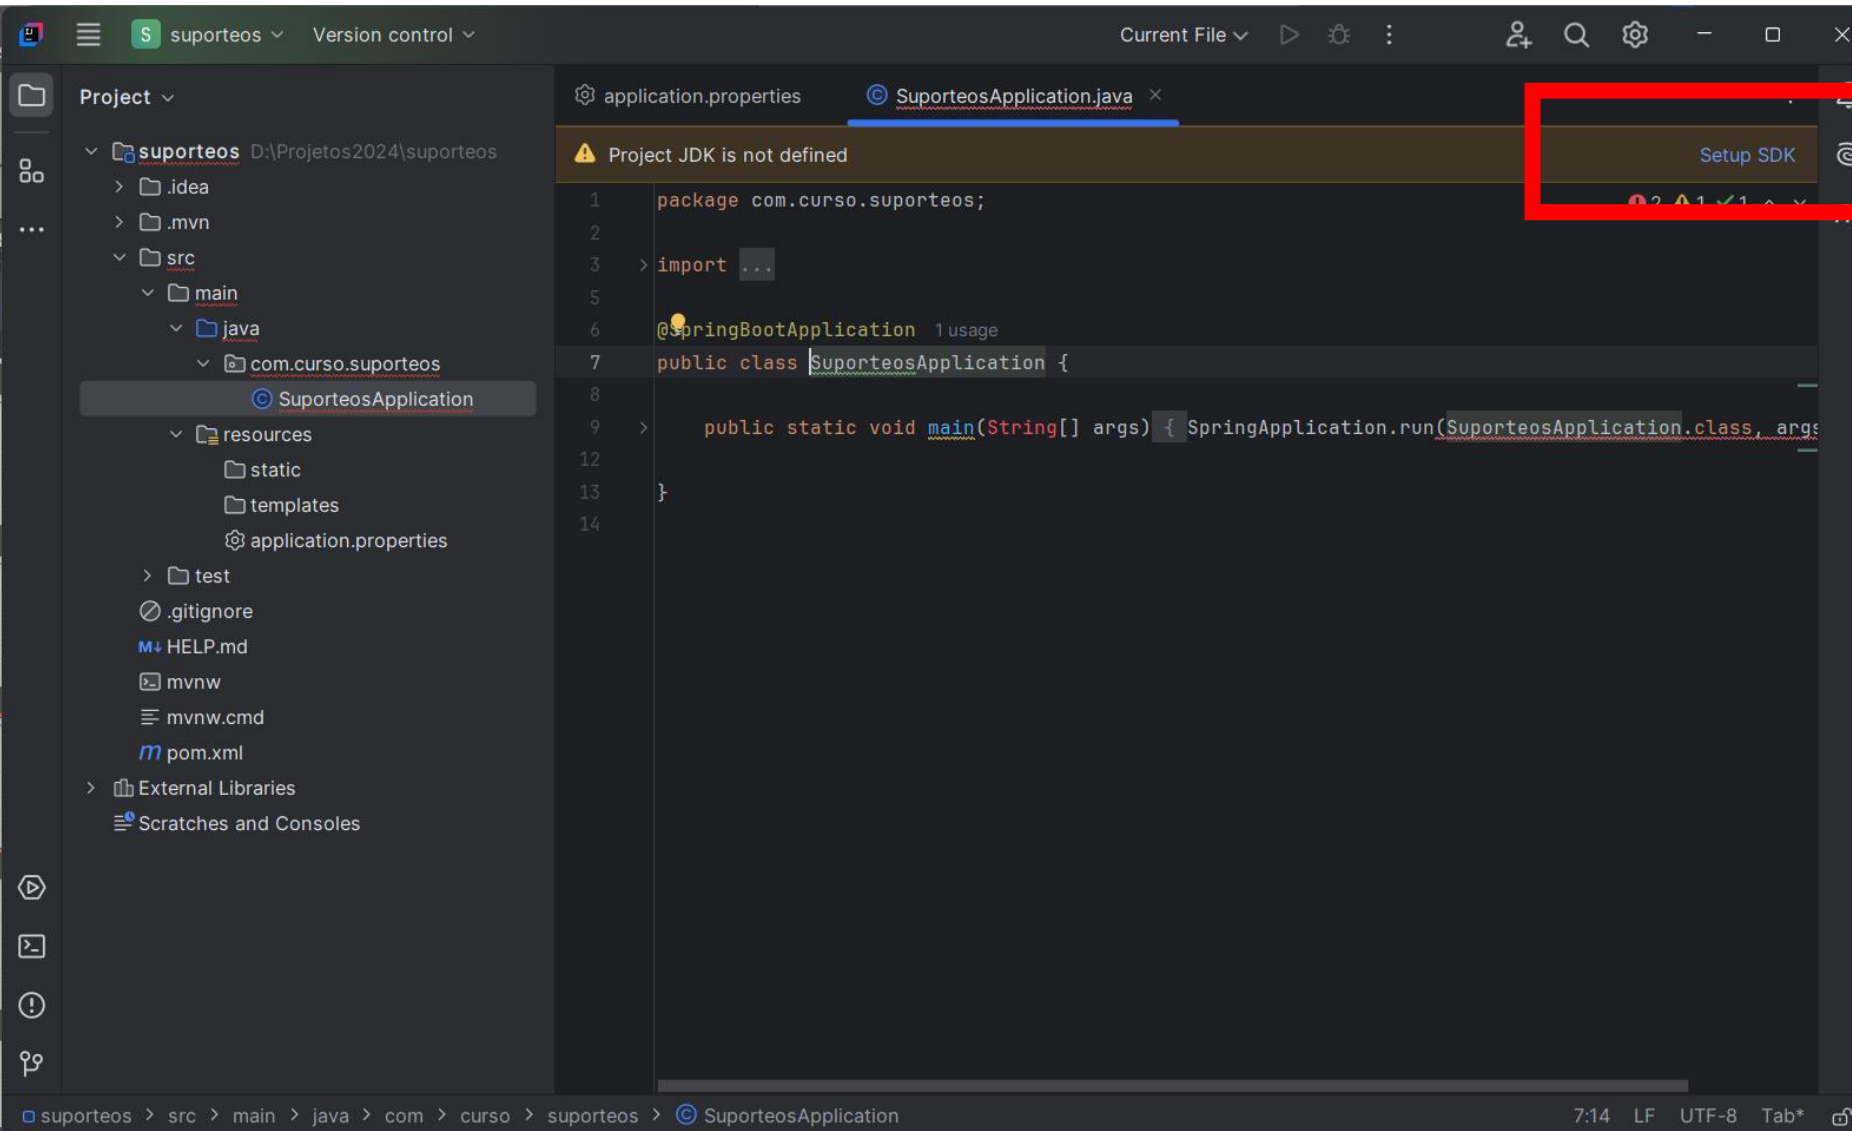 S suporteos Version control Current File
Project
application.properties SuporteosApplication.java
suporteos D:\Projetos2024\suporteos
Project JDK is not defined Setup SDK
.idea
.mvn
src
main
java
com.curso.suporteos
SuporteosApplication
resources
static
templates
application.properties
test
.gitignore
M↓ HELP.md
mvnw
mvnw.cmd
m pom.xml
External Libraries
Scratches and Consoles
2 1 1
1 package com.curso.suporteos;
2
3 import ...
5
6 @SpringBootApplication 1 usage
7 public class SuporteosApplication {
8
9 public static void main(String[] args) { SpringApplication.run(SuporteosApplication.class, args
12
13 }
14
suporteos > src > main > java > com > curso > suporteos > SuporteosApplication 7:14 LF UTF-8 Tab*